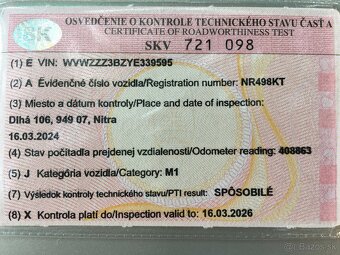 OSVEDČENIE O KONTROLE TECHNICKÉHO STAVU ČASŤ A
CERTIFICATE OF ROADWORTHINESS TEST
SK
SKV 721 098
(1) E VIN: WVWZZZ3BZYE339595
(2) A Evidenčné číslo vozidla/Registration number: NR498KT
(3) Miesto a dátum kontroly/Place and date of inspection:
Dlhá 106, 949 07, Nitra
16.03.2024
(4) Stav počítadla prejdenej vzdialenosti/Odometer reading: 408863
(5) J Kategória vozidla/Category: M1
(7) Výsledok kontroly technického stavu/PTI result: SPÔSOBILÉ
(8) X Kontrola platí do/Inspection valid to: 16.03.2026